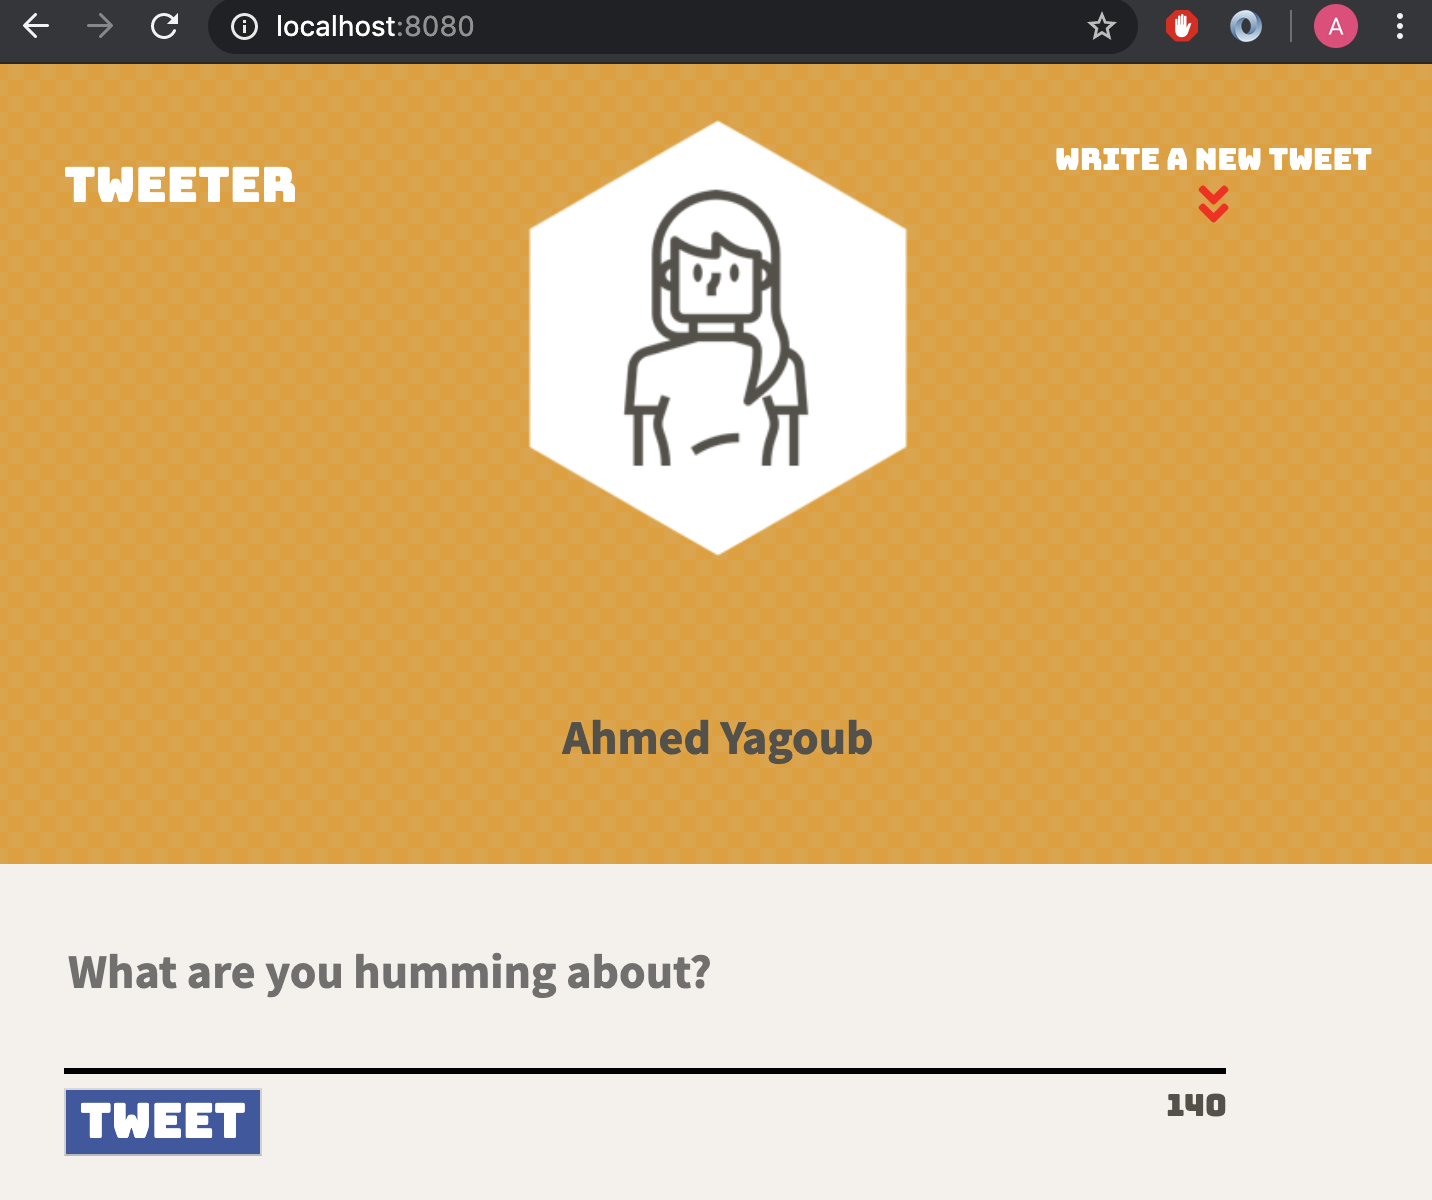 localhost:8080
A
TWEETER
WRITE A NEW TWEET
Ahmed Yagoub
What are you humming about?
TWEET
140